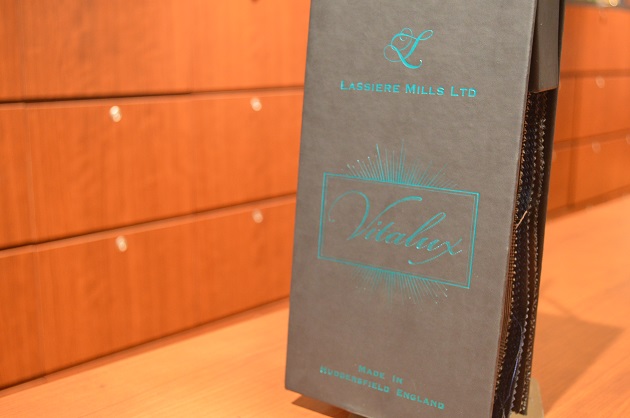 L
LASSIERE MILLS LTD
Vitalux
MADE IN
HUDDERSFIELD ENGLAND